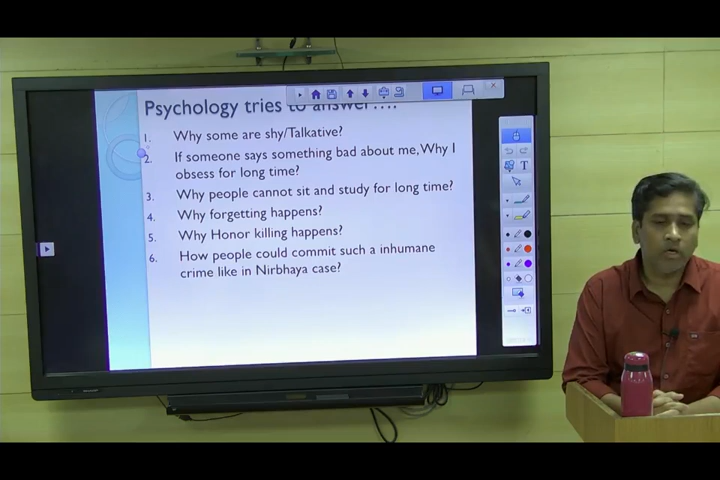 Psychology tries to answer....
1. Why some are shy/Talkative?
2. If someone says something bad about me, Why I
obsess for long time?
3. Why people cannot sit and study for long time?
4. Why forgetting happens?
5. Why Honor killing happens?
6. How people could commit such a inhumane
crime like in Nirbhaya case?
T